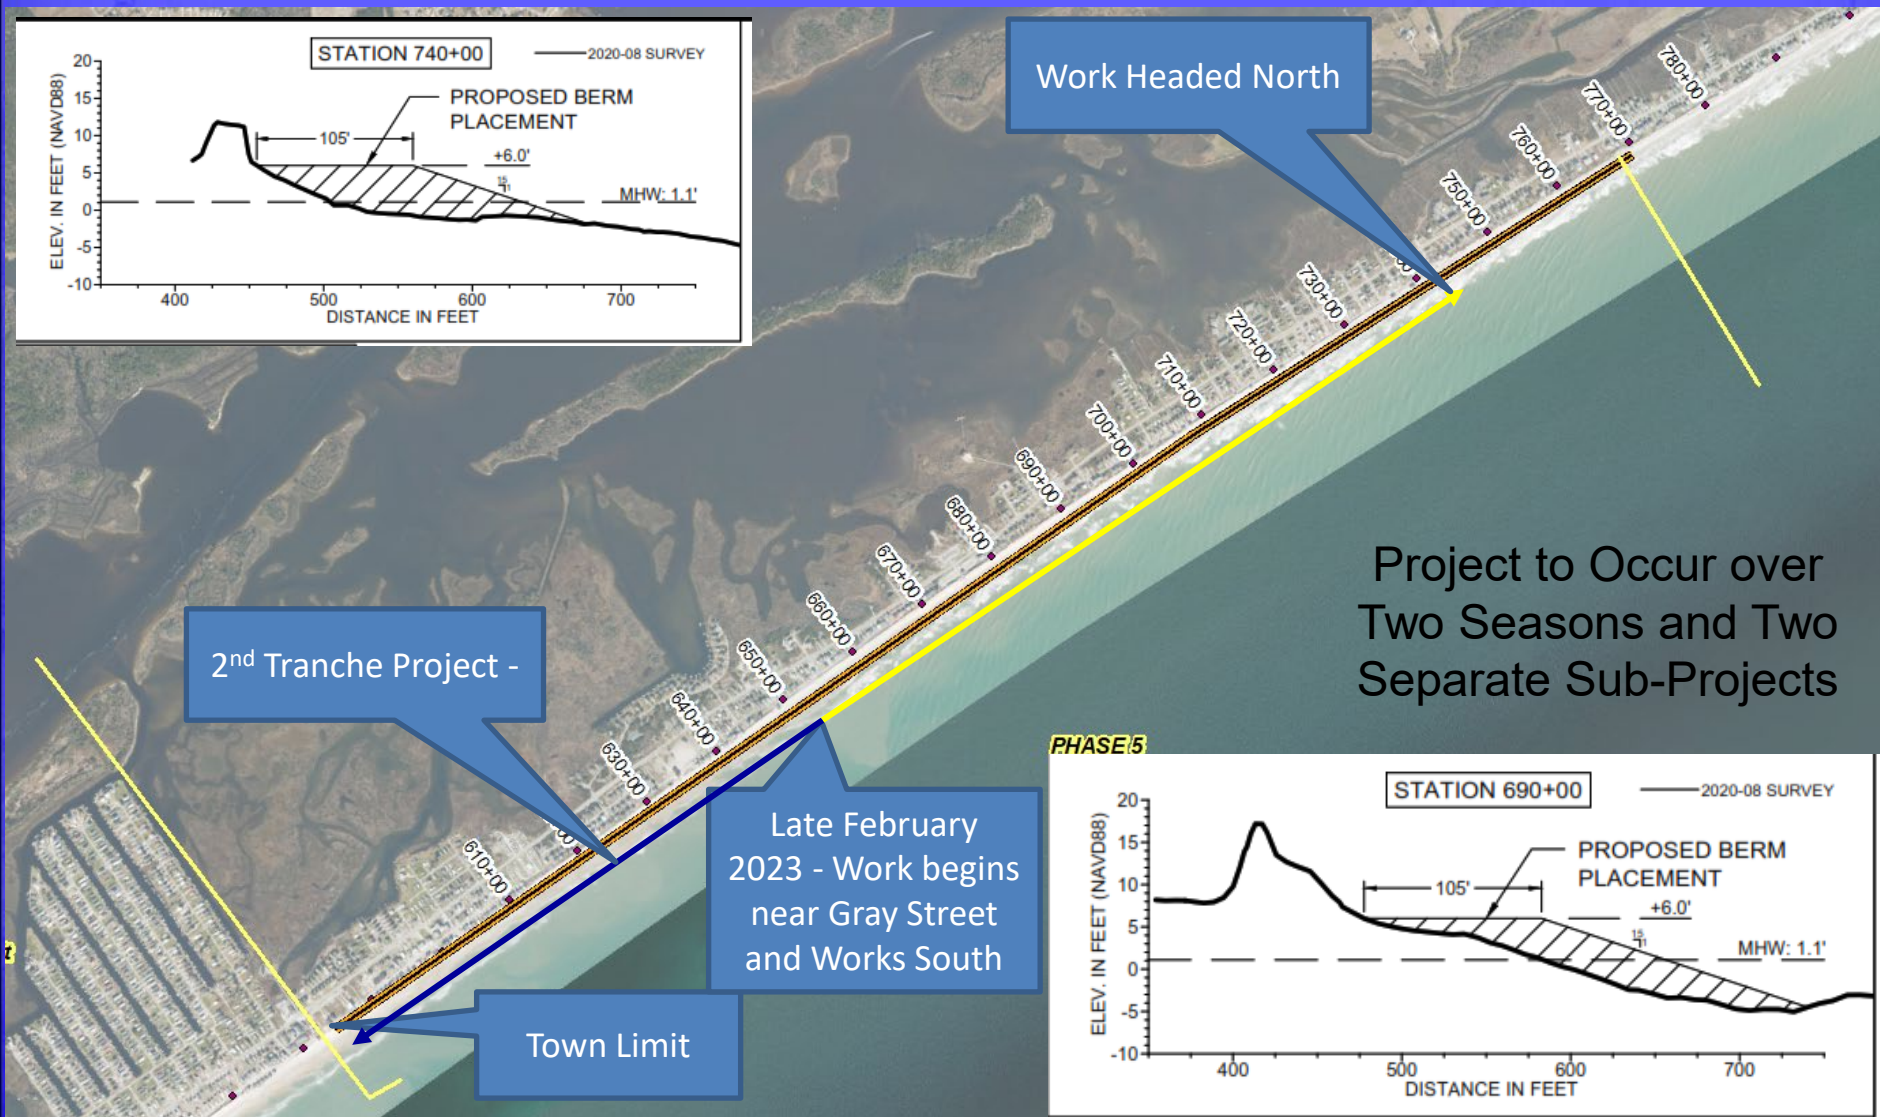 STATION 740+00
2020-08 SURVEY
PROPOSED BERM
PLACEMENT
105'
+6.0'
15
1
MHW: 1.1'
ELEV. IN FEET (NAVD88)
20
15
10
5
0
-5
-10
400
500
600
700
DISTANCE IN FEET
Work Headed North
780+00
770+00
760+00
750+00
730+00
720+00
710+00
700+00
690+00
680+00
670+00
660+00
650+00
640+00
630+00
610+00
2nd Tranche Project -
Late February
2023 - Work begins
near Gray Street
and Works South
Town Limit
Project to Occur over
Two Seasons and Two
Separate Sub-Projects
PHASE 5
STATION 690+00
2020-08 SURVEY
PROPOSED BERM
PLACEMENT
105'
+6.0'
15
1
MHW: 1.1'
ELEV. IN FEET (NAVD88)
20
15
10
5
0
-5
-10
400
500
600
700
DISTANCE IN FEET